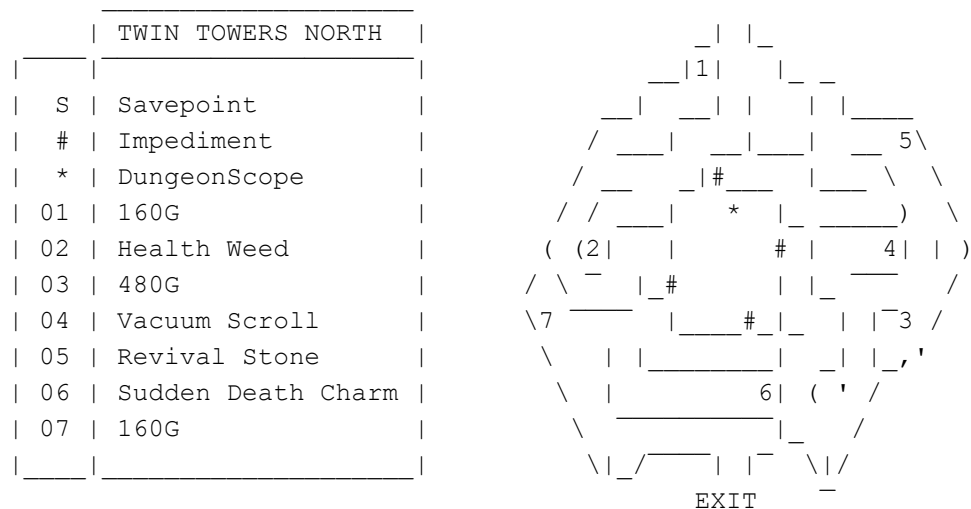 TWIN TOWERS NORTH
S | Savepoint
# | Impediment
* | DungeonScope
01 | 160G
02 | Health Weed
03 | 480G
04 | Vacuum Scroll
05 | Revival Stone
06 | Sudden Death Charm
07 | 160G
1
5
#
*
2
#
4
#
7
#
3
6
EXIT